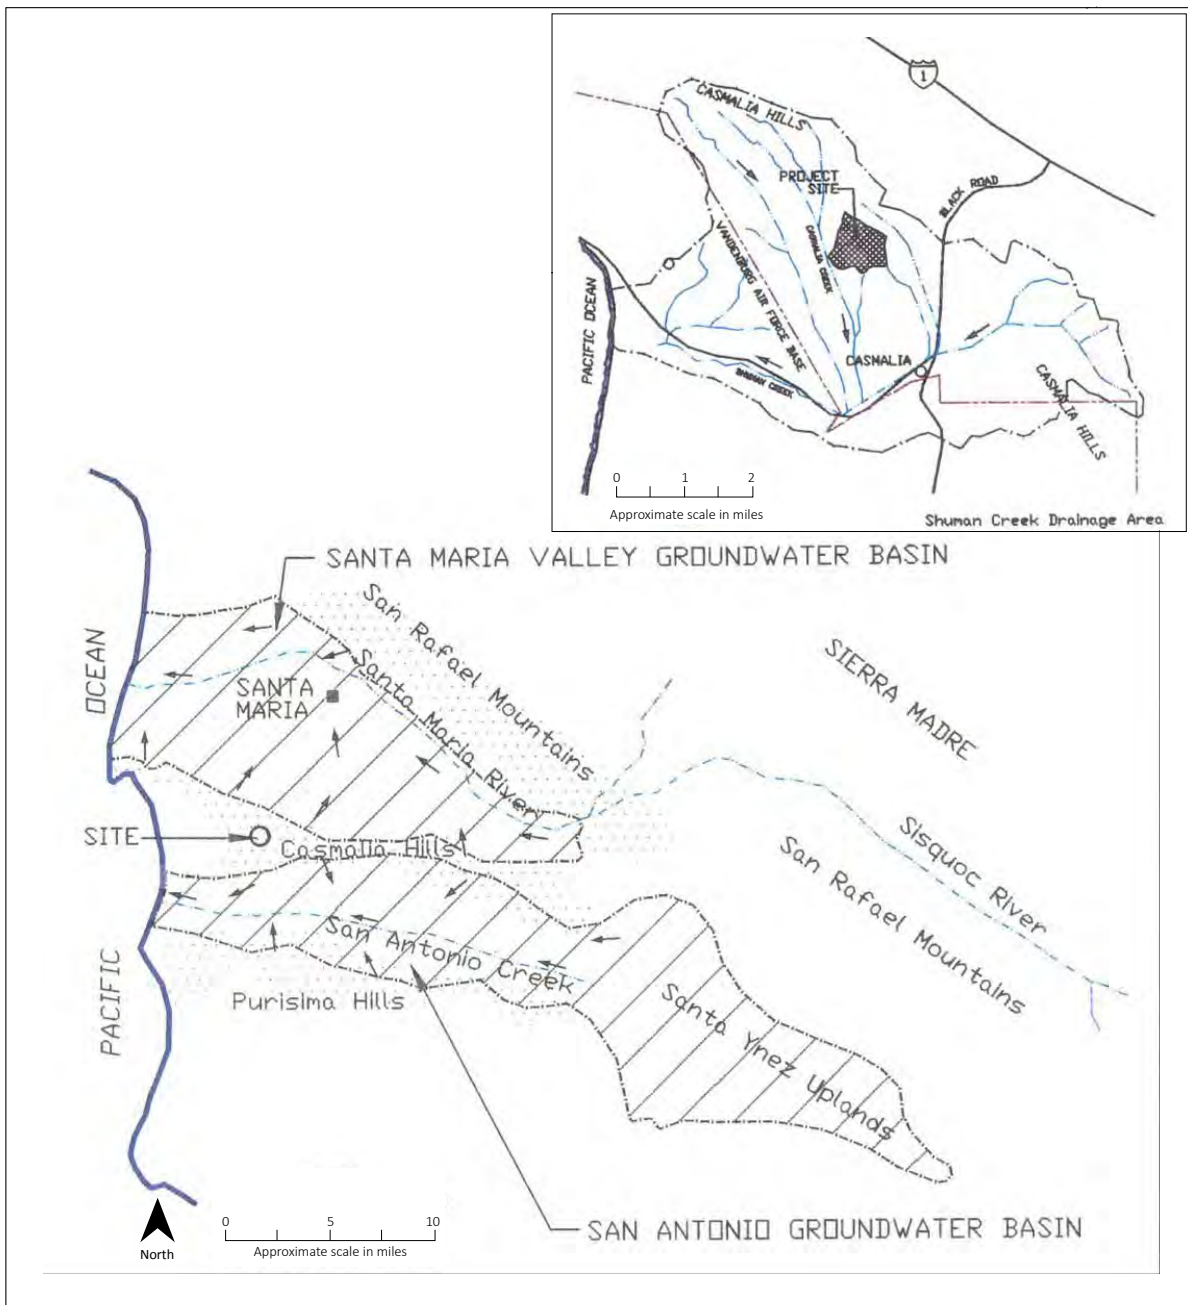 CASMALIA HILLS
1
PROJECT
SITE
BLACK ROAD
VANDENBURG AIR FORCE BASE
CASMALIA CREEK
PACIFIC OCEAN
CASMALIA
SHUMAN CREEK
CASMALIA HILLS
0 1 2
Approximate scale in miles
Shuman Creek Drainage Area
SANTA MARIA VALLEY GROUNDWATER BASIN
San Rafael Mountains
SIERRA MADRE
OCEAN
SANTA
MARIA
Santa Maria River
SITE
Casmalia Hills
Sisquoc River
San Rafael Mountains
San Antonio Creek
PACIFIC
Purisima Hills
Santa Ynez Uplands
North
0 5 10
Approximate scale in miles
SAN ANTONIO GROUNDWATER BASIN